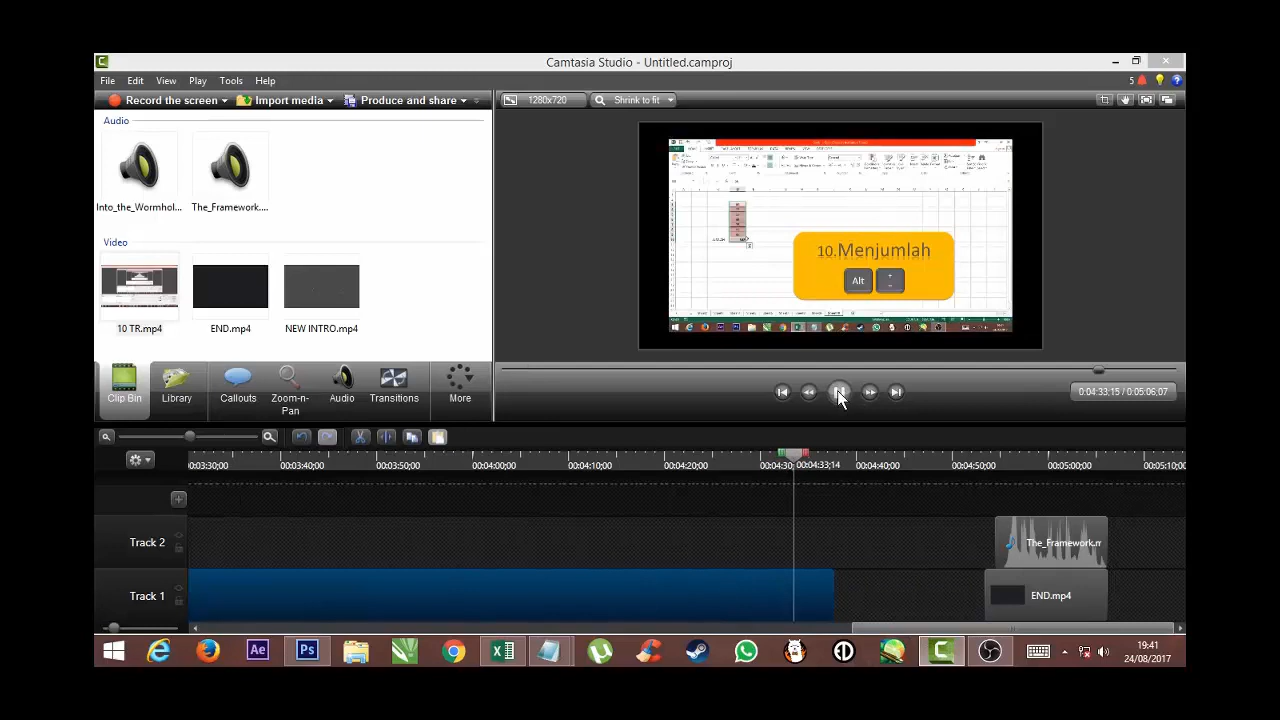 Camtasia Studio - Untitled.camproj
File Edit View Play Tools Help
5
Record the screen Import media Produce and share
1280x720 Shrink to fit
Audio
Into_the_Wormhol... The_Framework....
Video
10 TR.mp4 END.mp4 NEW INTRO.mp4
10.Menjumlah
Alt + -
Clip Bin Library Callouts Zoom-n-Pan Audio Transitions More
0:04:33;15 / 0:05:06;07
00:03:30;00 00:03:40;00 00:03:50;00 00:04:00;00 00:04:10;00 00:04:20;00 00:04:30; 00:04:33;14 00:04:40;00 00:04:50;00 00:05:00;00 00:05:10;00
Track 2
The_Framework.m
Track 1
END.mp4
Ae Ps
19:41
24/08/2017